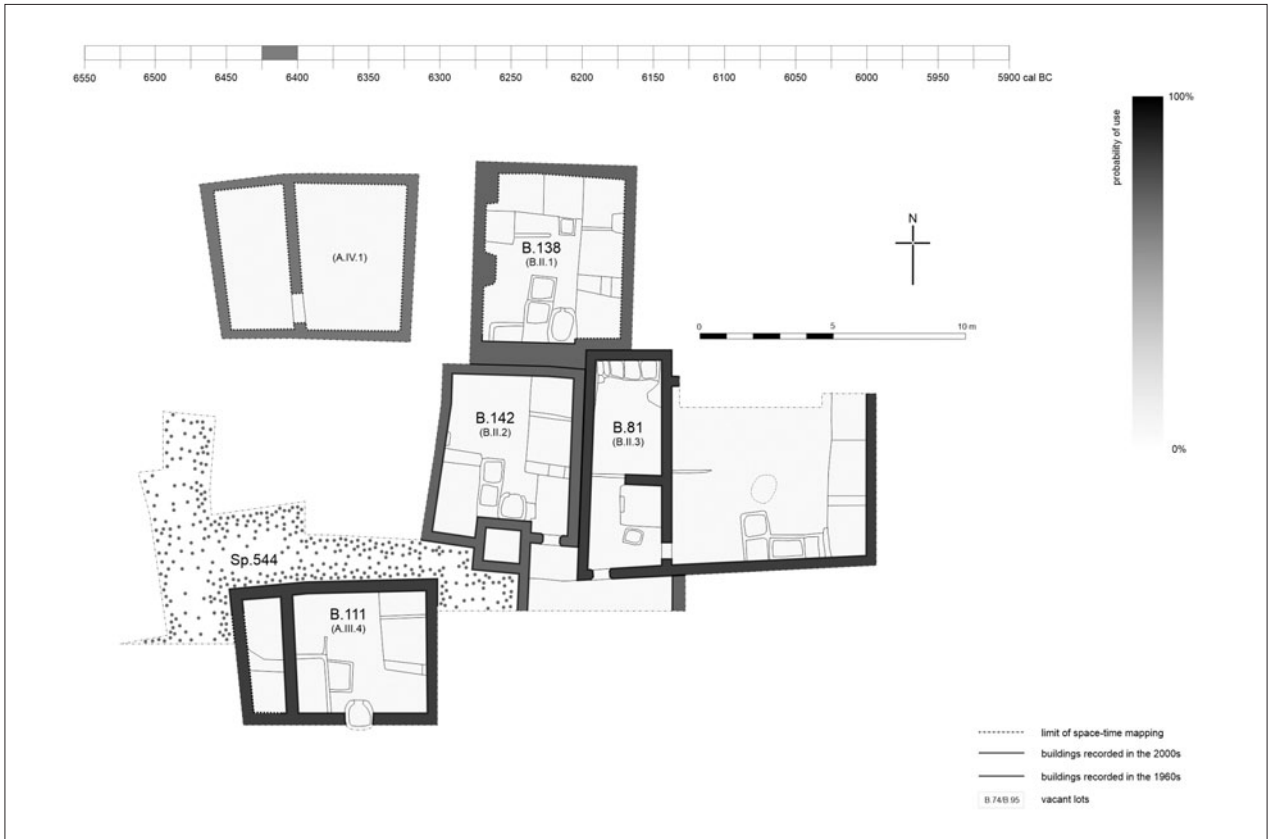 6550 6500 6450 6400 6350 6300 6250 6200 6150 6100 6050 6000 5950 5900 cal BC
100%
probability of use
0%
N
0 5 10 m
(A.IV.1)
B.138
(B.II.1)
B.142
(B.II.2)
B.81
(B.II.3)
Sp.544
B.111
(A.III.4)
limit of space-time mapping
buildings recorded in the 2000s
buildings recorded in the 1960s
B.74/B.95 vacant lots